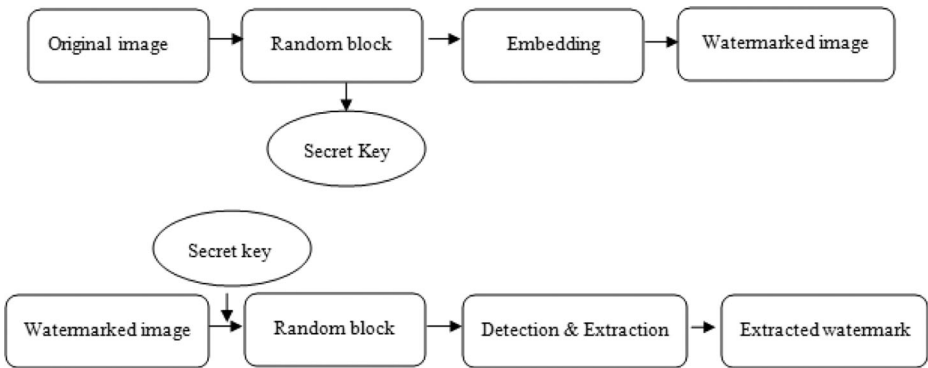 Original image
Random block
Embedding
Watermarked image
Secret Key
Secret key
Watermarked image
Random block
Detection & Extraction
Extracted watermark